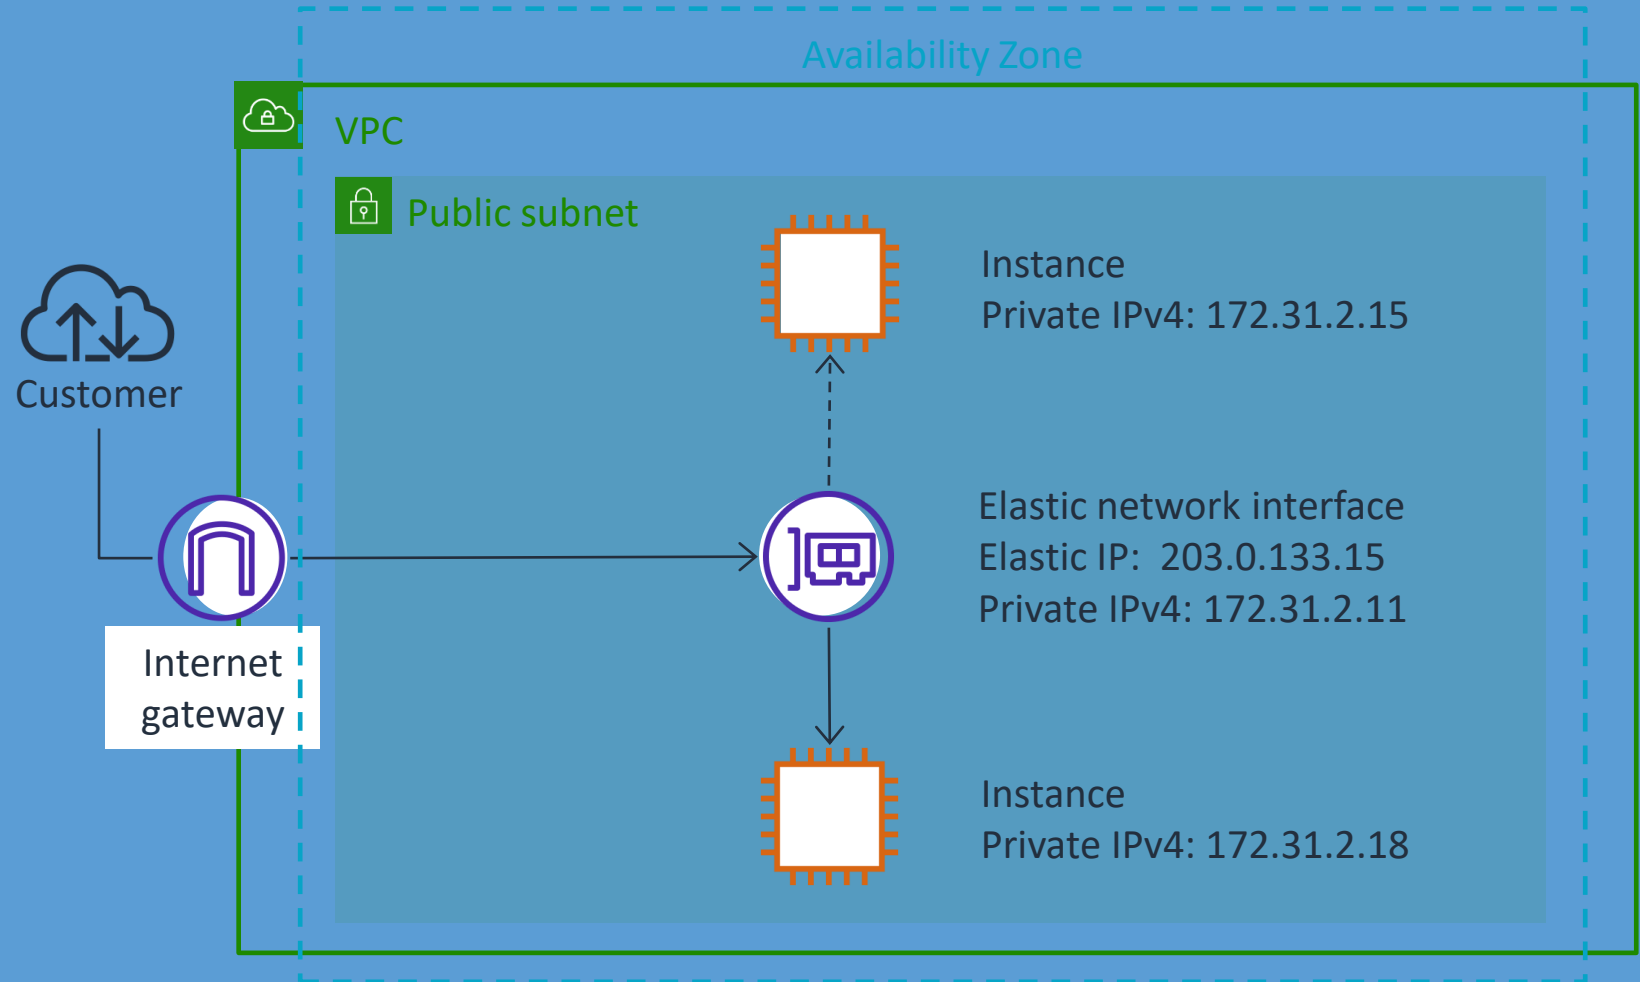 Availability Zone
VPC
Public subnet
Instance
Private IPv4: 172.31.2.15
Customer
Elastic network interface
Elastic IP:  203.0.133.15
Private IPv4: 172.31.2.11
Internet
gateway
Instance
Private IPv4: 172.31.2.18